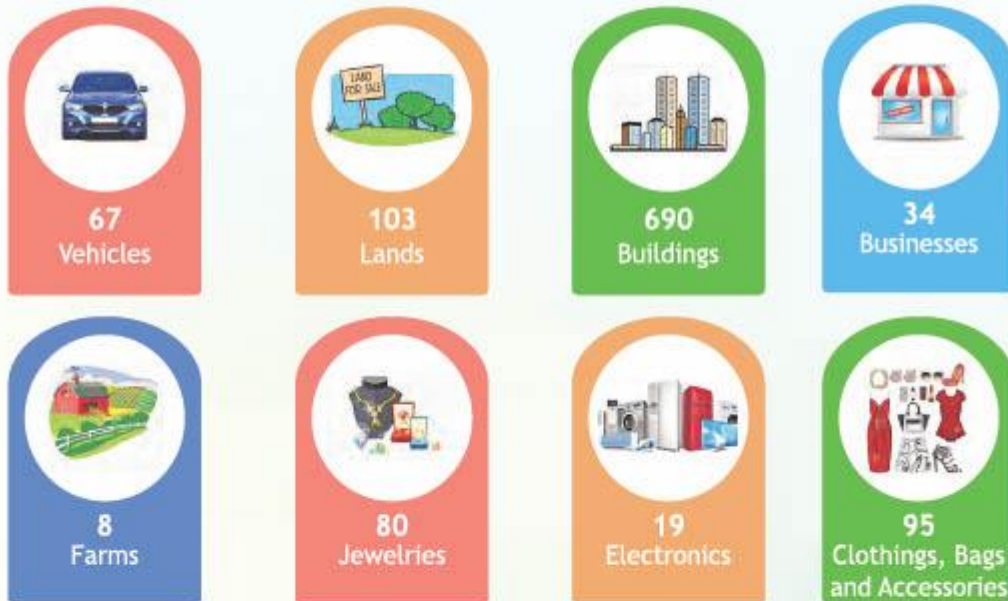 LAND
FOR SALE
67
Vehicles
103
Lands
690
Buildings
34
Businesses
8
Farms
80
Jewelries
19
Electronics
95
Clothings, Bags
and Accessories